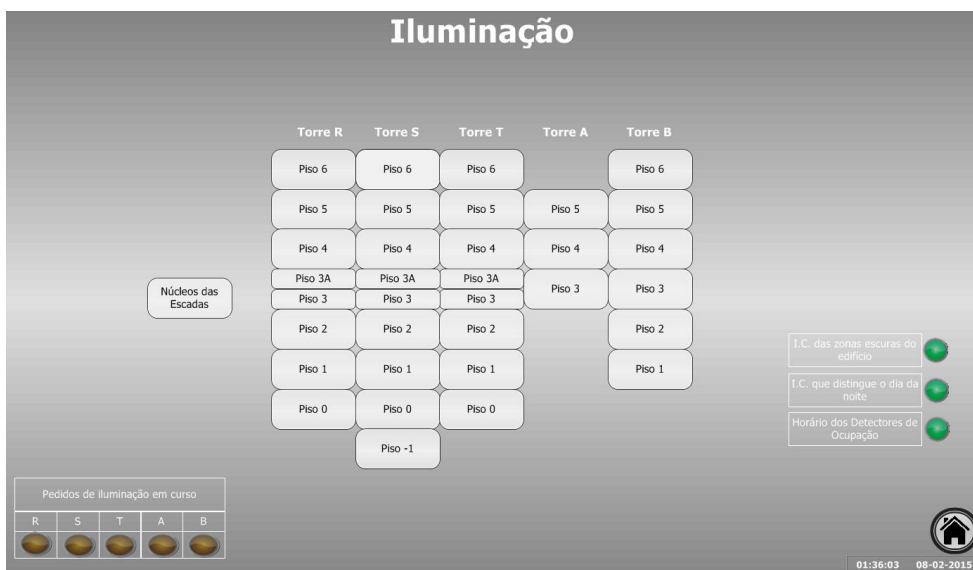 Iluminação
Torre R Torre S Torre T Torre A Torre B
Piso 6 Piso 6 Piso 6 Piso 6
Piso 5 Piso 5 Piso 5 Piso 5 Piso 5
Piso 4 Piso 4 Piso 4 Piso 4 Piso 4
Piso 3A Piso 3A Piso 3A
Piso 3 Piso 3 Piso 3 Piso 3 Piso 3
Núcleos das
Escadas
Piso 2 Piso 2 Piso 2 Piso 2
Piso 1 Piso 1 Piso 1 Piso 1
Piso 0 Piso 0 Piso 0
Piso -1
I.C. das zonas escuras do
edifício
I.C. que distingue o dia da
noite
Horário dos Detectores de
Ocupação
Pedidos de iluminação em curso
R S T A B
01:36:03 08-02-2015